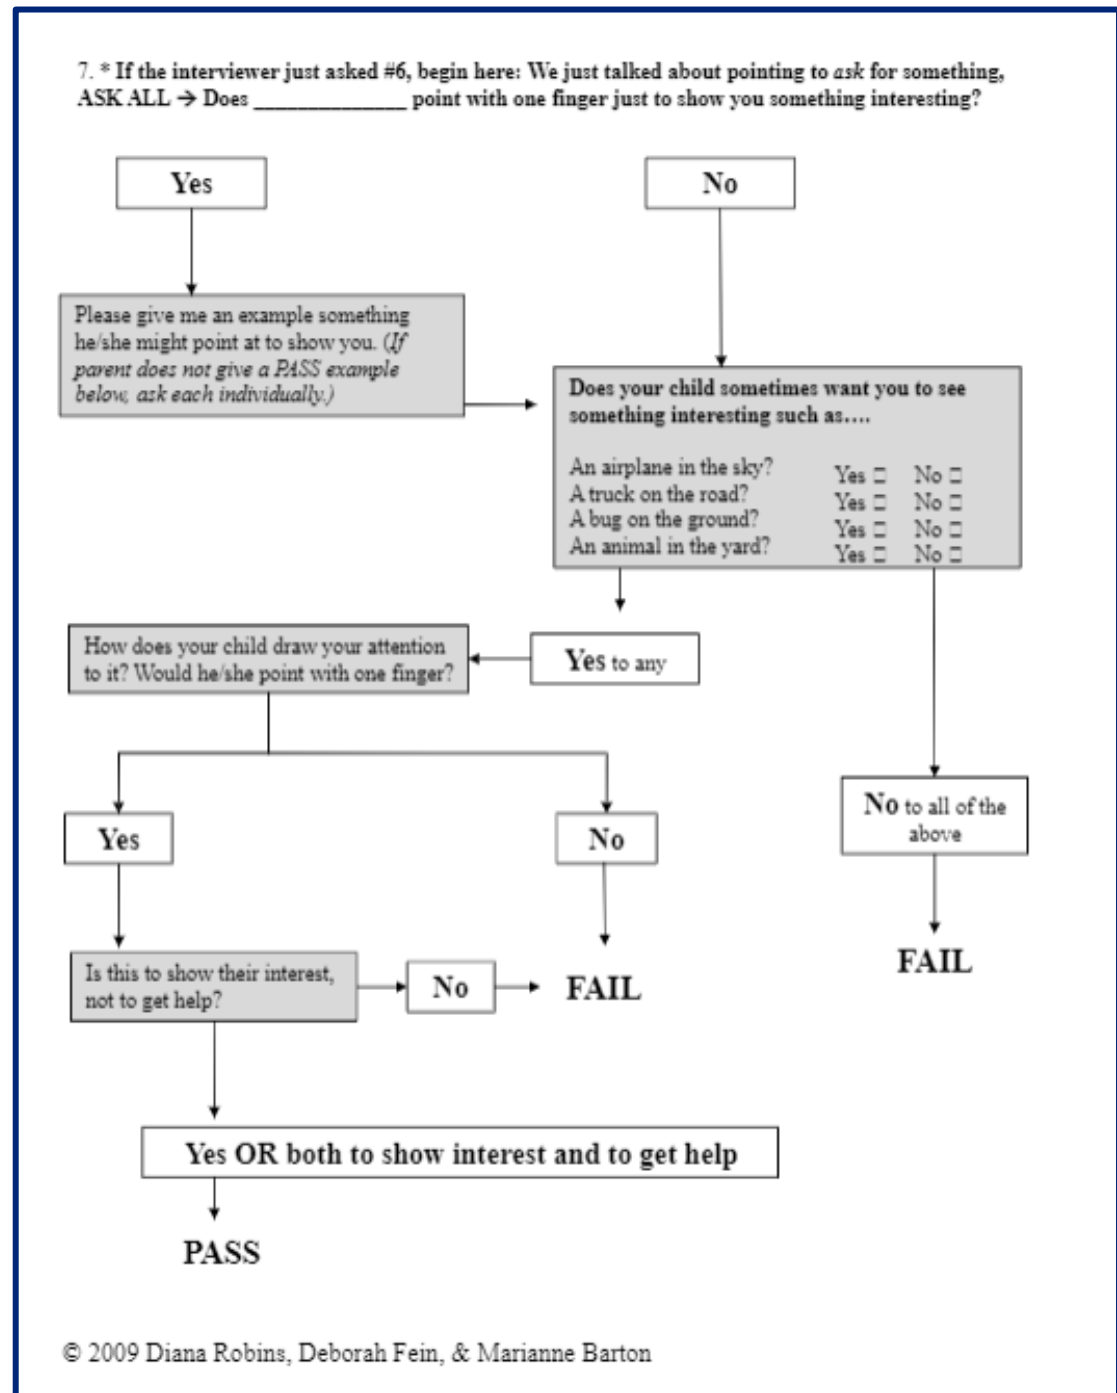 7. * If the interviewer just asked #6, begin here: We just talked about pointing to ask for something,
ASK ALL → Does ______________ point with one finger just to show you something interesting?
Yes
No
Please give me an example something
he/she might point at to show you. (If
parent does not give a PASS example
below, ask each individually.)
Does your child sometimes want you to see
something interesting such as….
An airplane in the sky? Yes □ No □
A truck on the road? Yes □ No □
A bug on the ground? Yes □ No □
An animal in the yard? Yes □ No □
How does your child draw your attention
to it? Would he/she point with one finger?
Yes to any
Yes
No
No to all of the
above
Is this to show their interest,
not to get help?
No
FAIL
FAIL
Yes OR both to show interest and to get help
PASS
© 2009 Diana Robins, Deborah Fein, & Marianne Barton